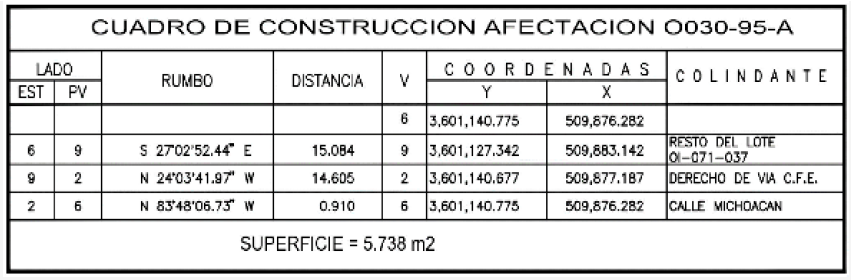 CUADRO DE CONSTRUCCION AFECTACION O030-95-A
LADO RUMBO DISTANCIA V COORDENADAS COLINDANTE
EST PV Y X
6 3,601,140.775 509,876.282
6 9 S 27°02'52.44" E 15.084 9 3,601,127.342 509,883.142 RESTO DEL LOTE OI-071-037
9 2 N 24°03'41.97" W 14.605 2 3,601,140.677 509,877.187 DERECHO DE VIA C.F.E.
2 6 N 83°48'06.73" W 0.910 6 3,601,140.775 509,876.282 CALLE MICHOACAN
SUPERFICIE = 5.738 m2